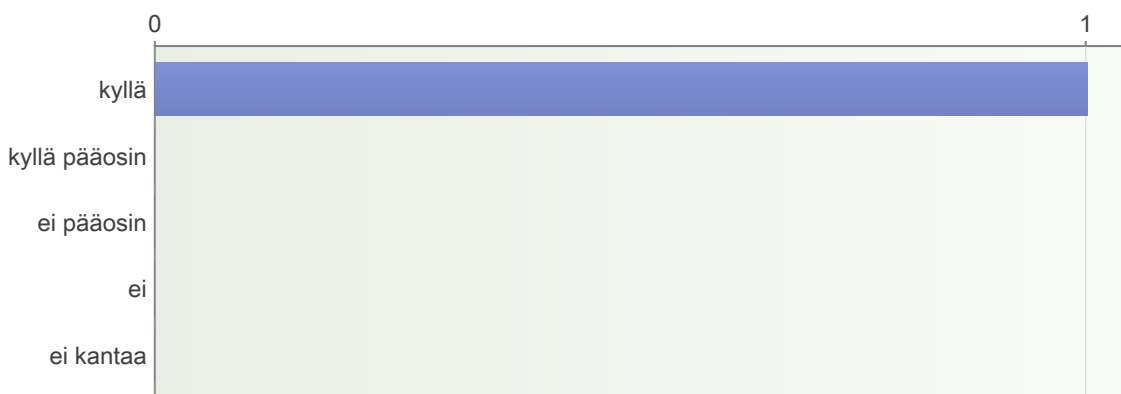 0 1
kyllä
kyllä pääosin
ei pääosin
ei
ei kantaa